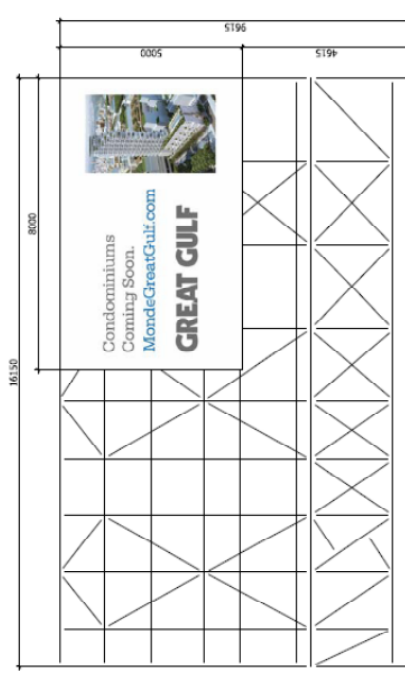 9615
5000
4615
8000
16150
Condominiums
Coming Soon.
MondeGreatGulf.com
GREAT GULF